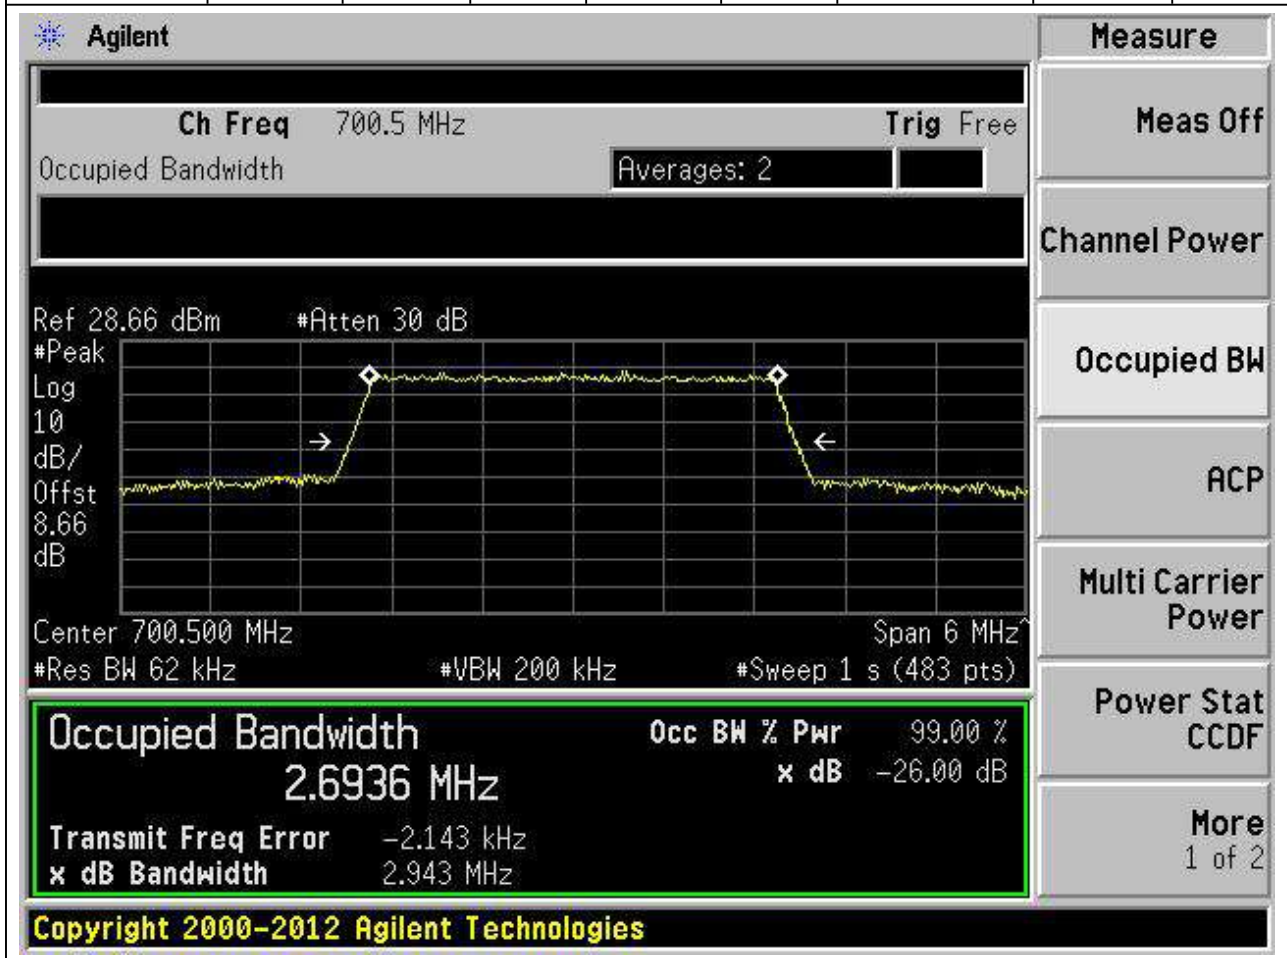 Agilent
Measure
Ch Freq 700.5 MHz Trig Free
Occupied Bandwidth Averages: 2
Meas Off
Channel Power
Occupied BW
ACP
Multi Carrier
Power
Power Stat
CCDF
More
1 of 2
Ref 28.66 dBm #Atten 30 dB
#Peak
Log
10
dB/
Offst
8.66
dB
Center 700.500 MHz Span 6 MHz^
#Res BW 62 kHz #VBW 200 kHz #Sweep 1 s (483 pts)
Occupied Bandwidth Occ BW % Pwr 99.00 %
2.6936 MHz x dB -26.00 dB
Transmit Freq Error -2.143 kHz
x dB Bandwidth 2.943 MHz
Copyright 2000-2012 Agilent Technologies